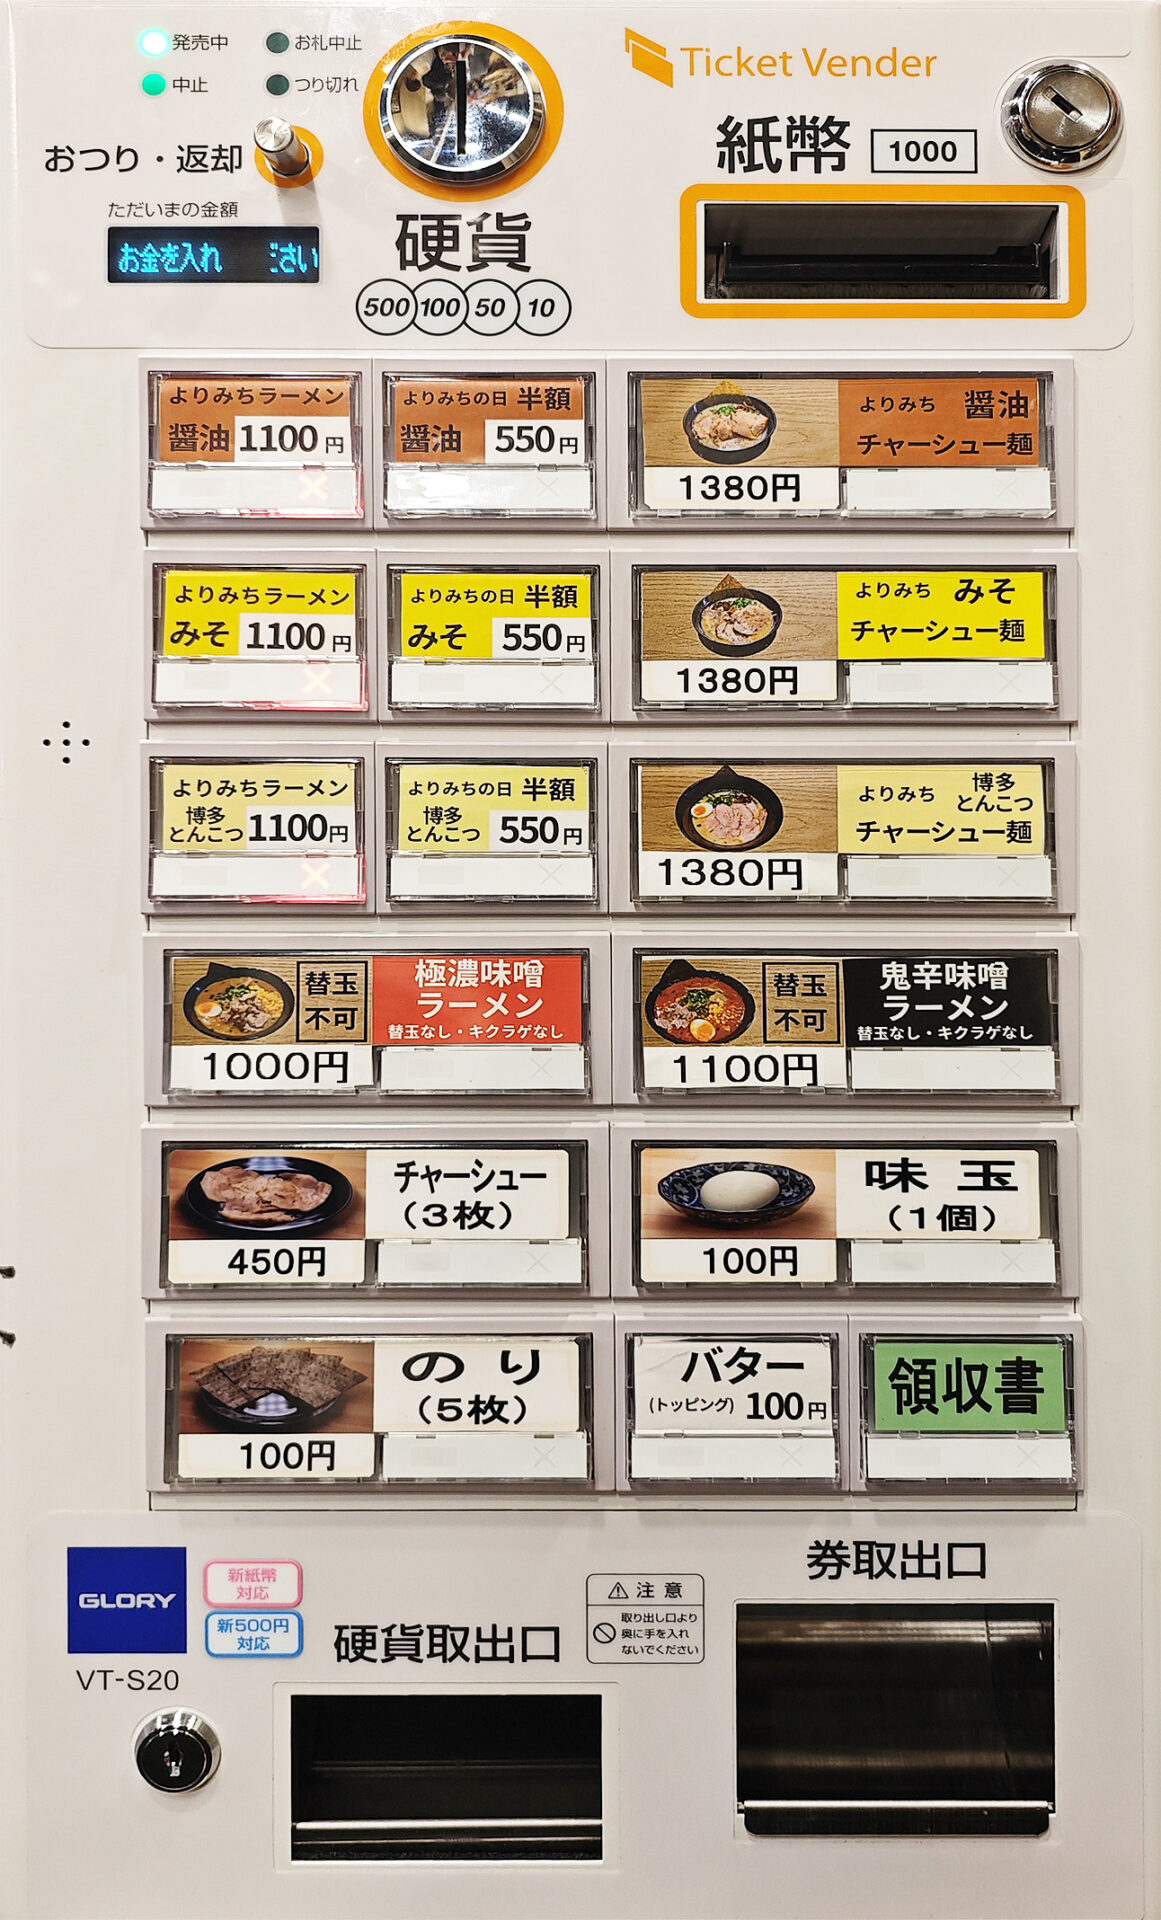 発売中
お札中止
中止
つり切れ
おつり・返却
ただいまの金額
お金を入れ ださい
硬貨
500 100 50 10
Ticket Vender
紙幣 1000
よりみちラーメン
醤油 1100円
よりみちの日 半額
醤油 550円
よりみち 醤油
チャーシュー麺
1380円
よりみちラーメン
みそ 1100円
よりみちの日 半額
みそ 550円
よりみち みそ
チャーシュー麺
1380円
よりみちラーメン
博多
とんこつ 1100円
よりみちの日 半額
博多
とんこつ 550円
よりみち 博多
とんこつ
チャーシュー麺
1380円
替玉
不可
極濃味噌
ラーメン
替玉なし・キクラゲなし
1000円
替玉
不可
鬼辛味噌
ラーメン
替玉なし・キクラゲなし
1100円
チャーシュー
(3枚)
450円
味玉
(1個)
100円
のり
(5枚)
100円
バター
(トッピング) 100円
領収書
GLORY
VT-S20
新紙幣
対応
新500円
対応
硬貨取出口
注意
取り出し口より
奥に手を入れ
ないでください
券取出口